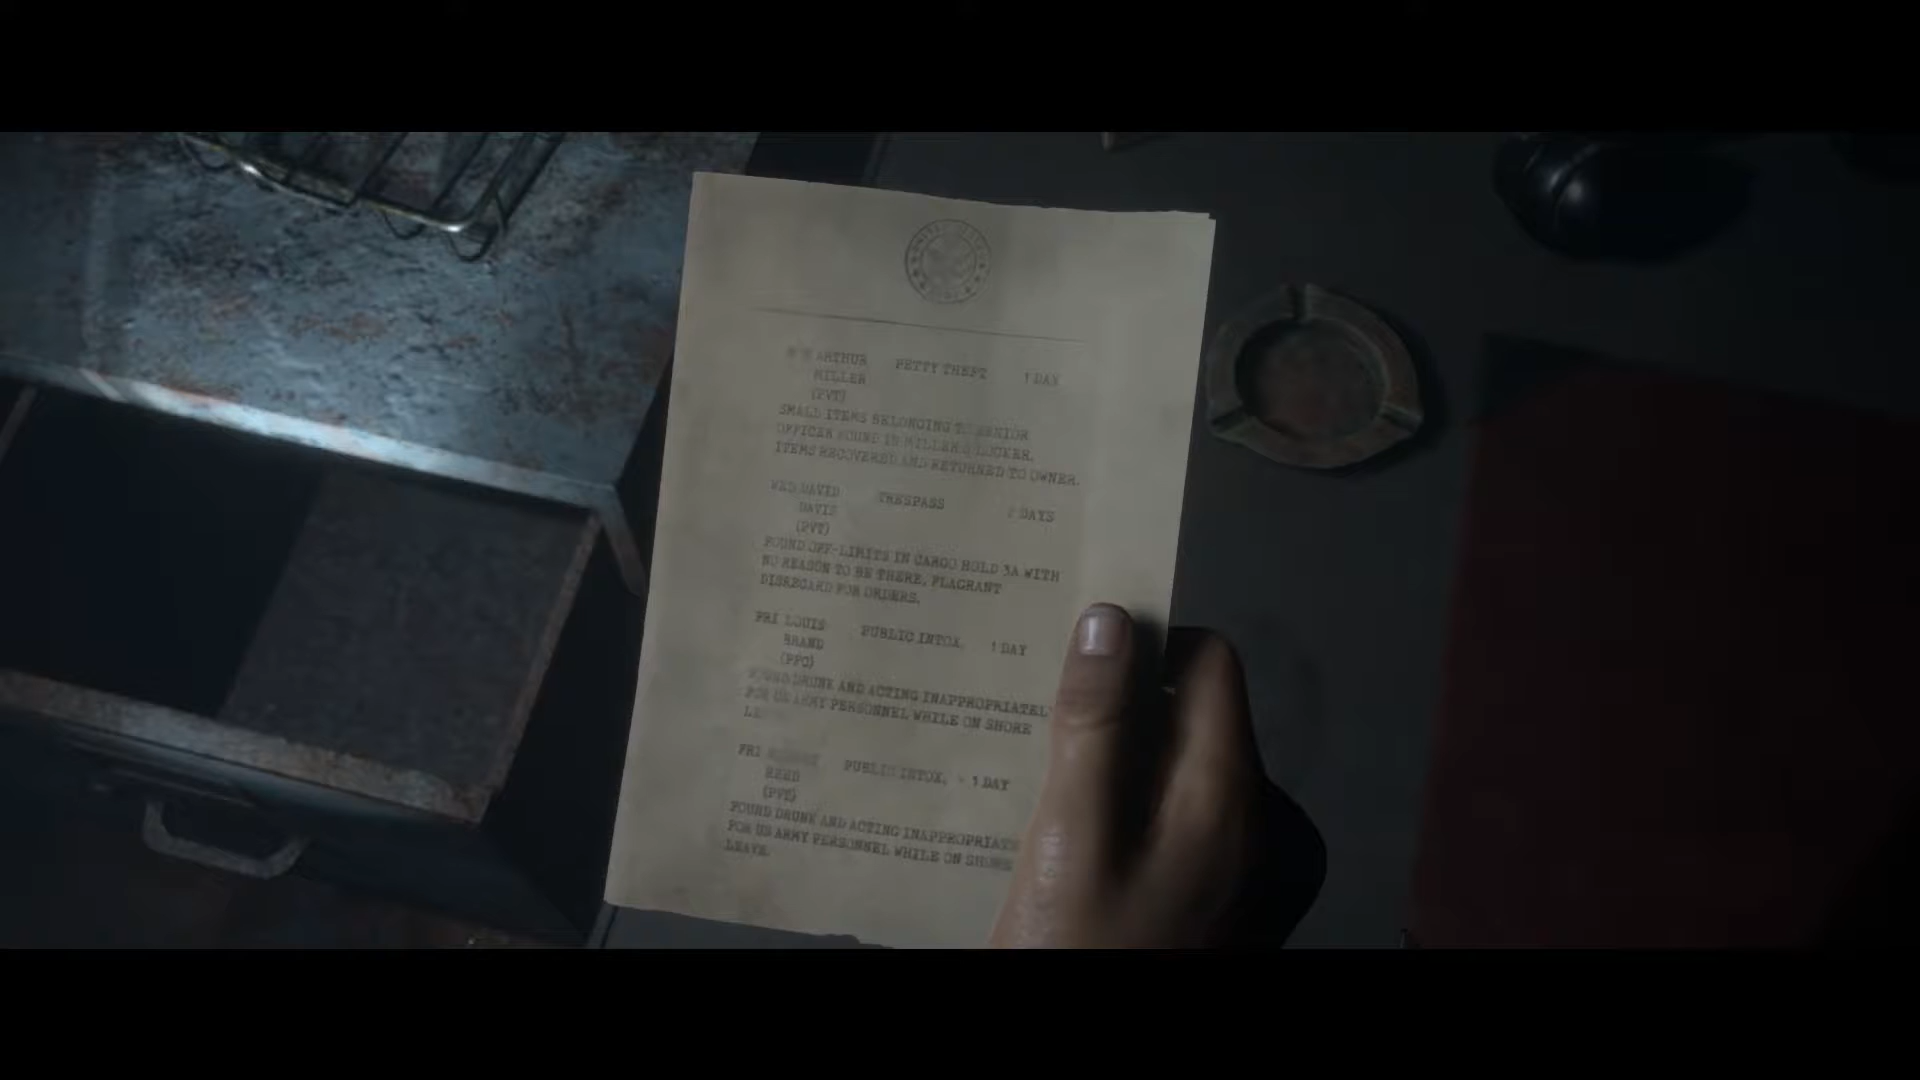 ARTHUR PETTY THEFT 1 DAY
MILLER
(PVT)
SMALL ITEMS BELONGING TO SENIOR
OFFICER FOUND IN MILLER'S LOCKER.
ITEMS RECOVERED AND RETURNED TO OWNER.
WED DAVID TRESPASS 2 DAYS
DAVIS
(PVT)
FOUND OFF-LIMITS IN CARGO HOLD 3A WITH
NO REASON TO BE THERE, FLAGRANT
DISREGARD FOR ORDERS.
FRI LOUIS PUBLIC INTOX. 1 DAY
BRAND
(PFC)
FOUND DRUNK AND ACTING INAPPROPRIATELY
FOR US ARMY PERSONNEL WHILE ON SHORE
FRI PUBLIC INTOX. 1 DAY
REED
(PVT)
FOUND DRUNK AND ACTING
FOR US ARMY PERSONNEL WHILE ON SHORE
LEAVE.